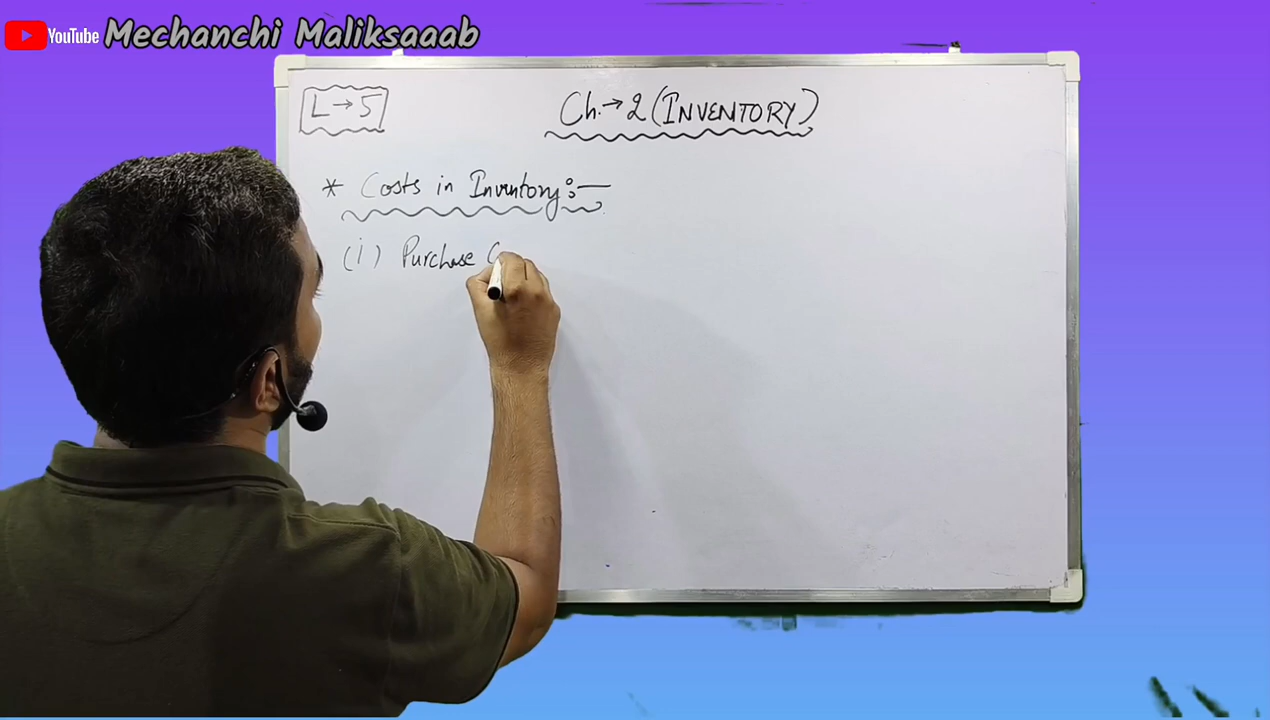 YouTube Mechanchi Maliksaaab
L → 5
Ch. → 2 (INVENTORY)
* Costs in Inventory :—
(i) Purchase C